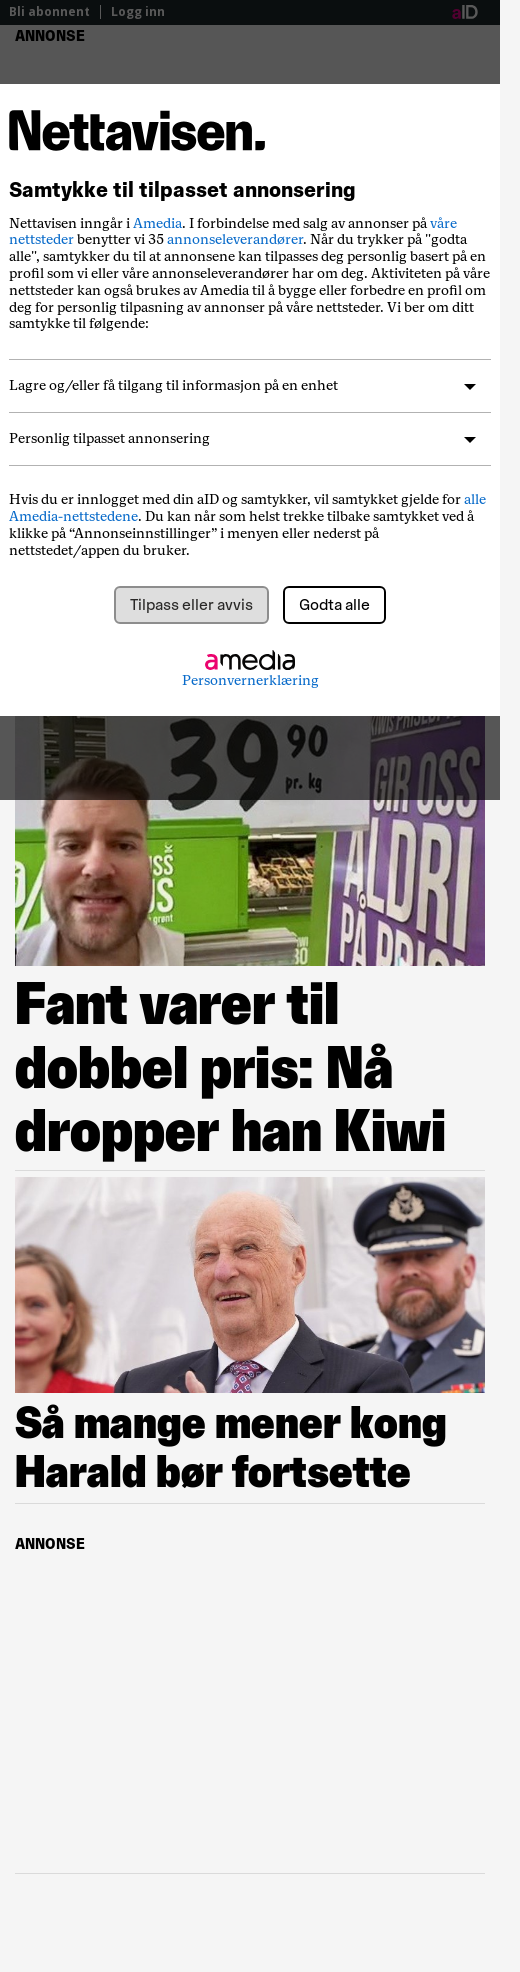 Bli abonnent | Logg inn
aID
ANNONSE
Nettavisen.
Samtykke til tilpasset annonsering
Nettavisen inngår i Amedia. I forbindelse med salg av annonser på våre
nettsteder benytter vi 35 annonseleverandører. Når du trykker på "godta
alle", samtykker du til at annonsene kan tilpasses deg personlig basert på en
profil som vi eller våre annonseleverandører har om deg. Aktiviteten på våre
nettsteder kan også brukes av Amedia til å bygge eller forbedre en profil om
deg for personlig tilpasning av annonser på våre nettsteder. Vi ber om ditt
samtykke til følgende:
Lagre og/eller få tilgang til informasjon på en enhet
Personlig tilpasset annonsering
Hvis du er innlogget med din aID og samtykker, vil samtykket gjelde for alle
Amedia-nettstedene. Du kan når som helst trekke tilbake samtykket ved å
klikke på “Annonseinnstillinger” i menyen eller nederst på
nettstedet/appen du bruker.
Tilpass eller avvis
Godta alle
amedia
Personvernerklæring
39 90
pr. kg
GIR OSS
ALDRI
PÅ PRIS
Fant varer til
dobbel pris: Nå
dropper han Kiwi
Så mange mener kong
Harald bør fortsette
ANNONSE